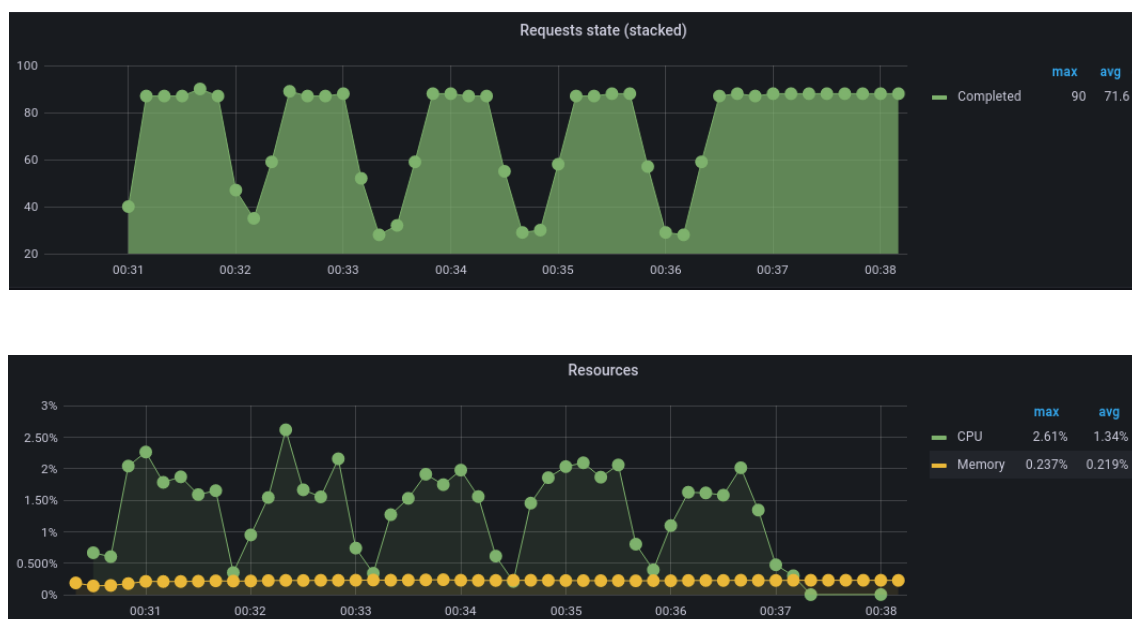 Requests state (stacked)
100
80
60
40
20
00:31 00:32 00:33 00:34 00:35 00:36 00:37 00:38
max avg
Completed 90 71.6
Resources
3%
2.50%
2%
1.50%
1%
0.500%
0%
00:31 00:32 00:33 00:34 00:35 00:36 00:37 00:38
max avg
CPU 2.61% 1.34%
Memory 0.237% 0.219%